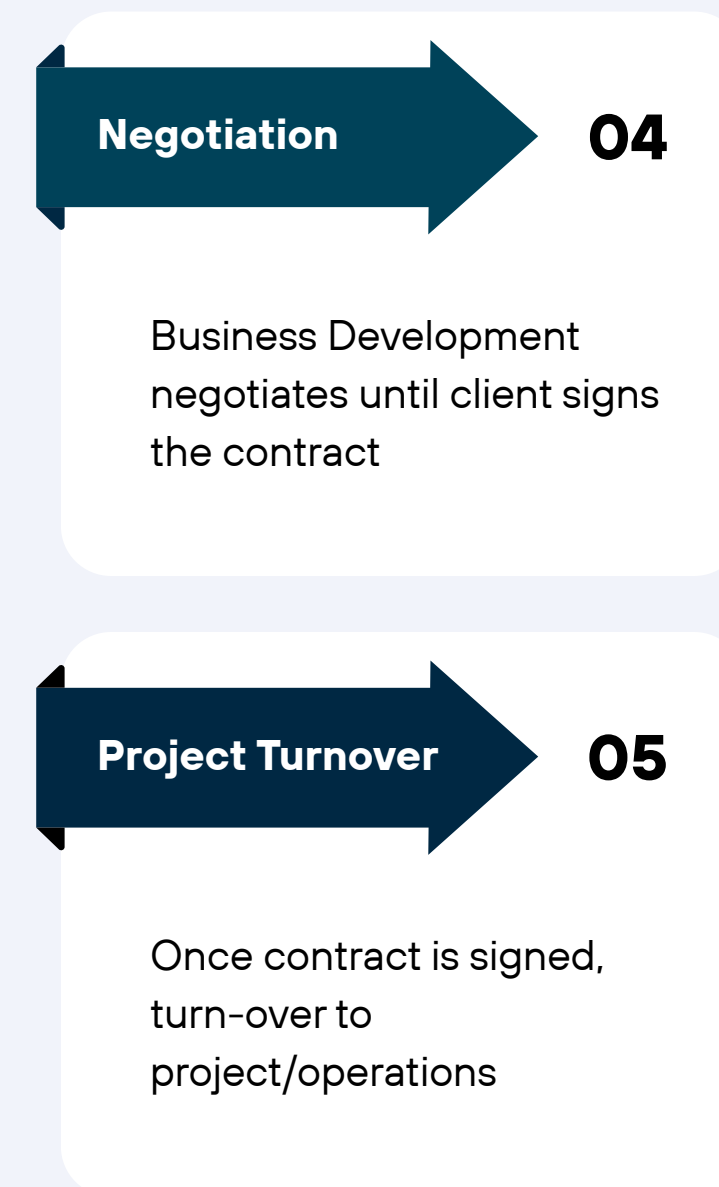 Negotiation
04
Business Development
negotiates until client signs
the contract
Project Turnover
05
Once contract is signed,
turn-over to
project/operations